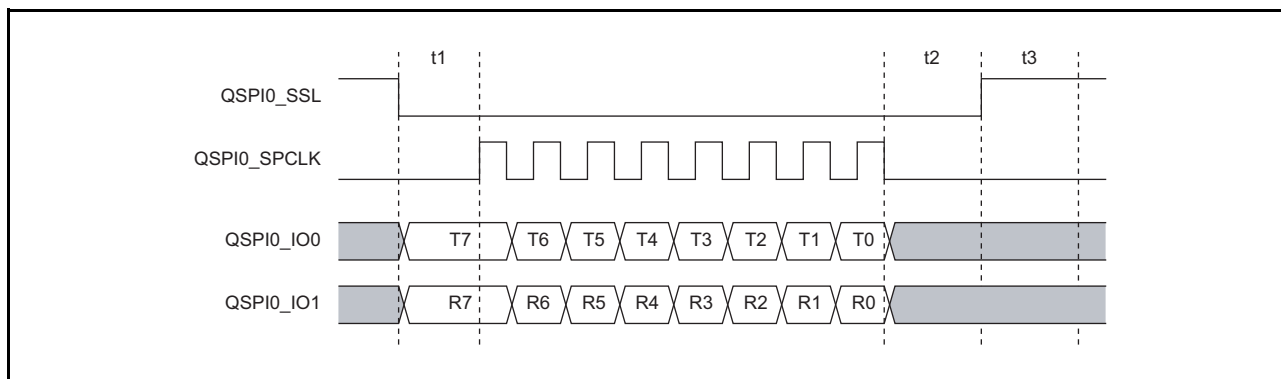 t1 t2 t3
QSPI0_SSL
QSPI0_SPCLK
QSPI0_IO0 T7 T6 T5 T4 T3 T2 T1 T0
QSPI0_IO1 R7 R6 R5 R4 R3 R2 R1 R0